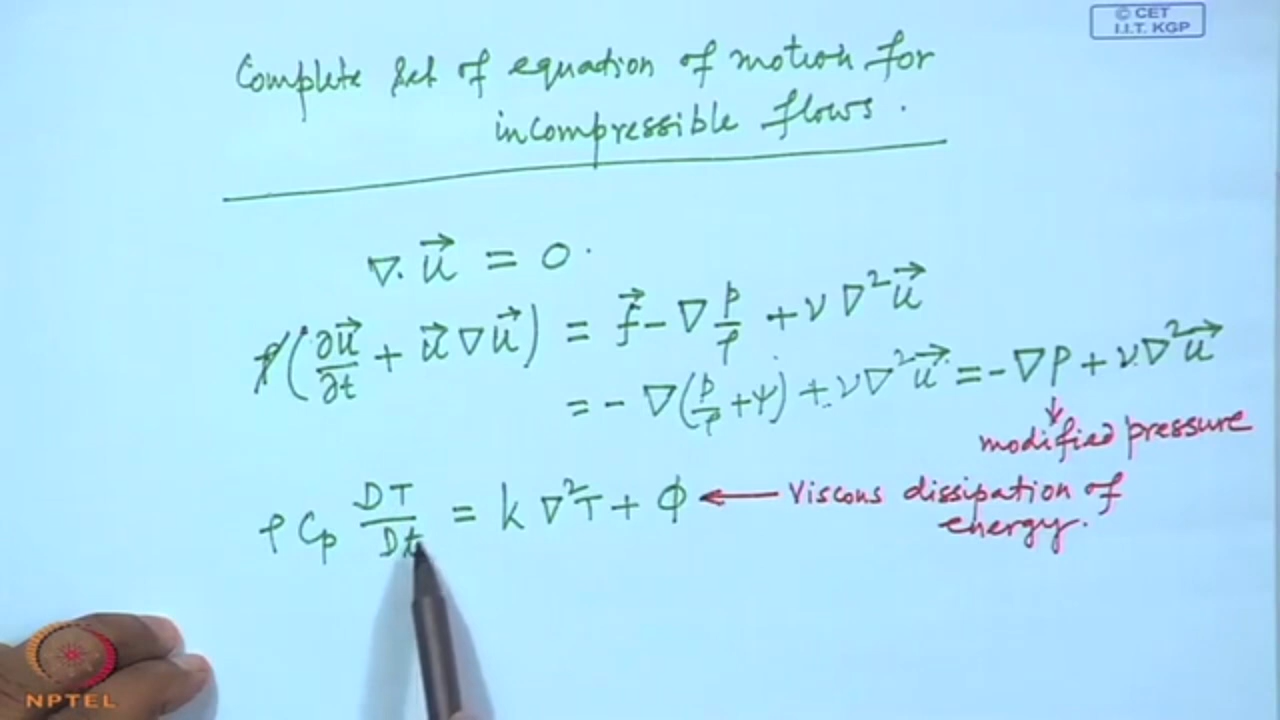 © CET
I.I.T. KGP
Complete set of equation of motion for
incompressible flows.
∇. u⃗ = 0.
ρ(∂u⃗/∂t + u⃗ ∇ u⃗) = f⃗ - ∇ p/ρ + ν ∇²u⃗
= - ∇(p/ρ + ψ) + ν∇²u⃗ = - ∇P + ν∇²u⃗
↓
modified pressure
ρ Cp DT/Dt = k ∇²T + Φ ← Viscous dissipation of
energy.
NPTEL